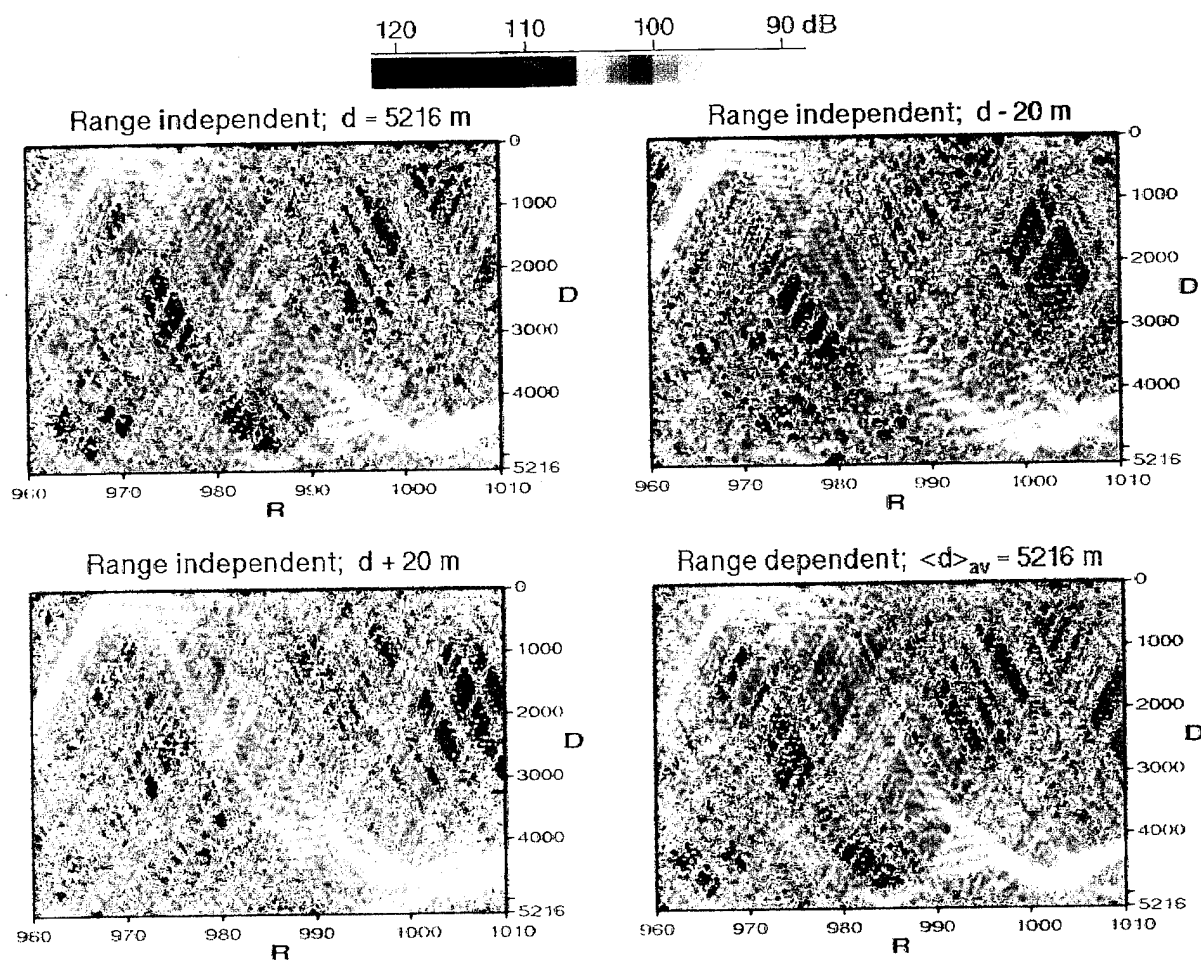 120 110 100 90 dB
Range independent; d = 5216 m
0
1000
2000
D
3000
4000
5216
960 970 980 990 1000 1010
R
Range independent; d - 20 m
0
1000
2000
D
3000
4000
5216
960 970 980 990 1000 1010
R
Range independent; d + 20 m
0
1000
2000
D
3000
4000
5216
960 970 980 990 1000 1010
R
Range dependent; <d>av = 5216 m
0
1000
2000
D
3000
4000
5216
960 970 980 990 1000 1010
R